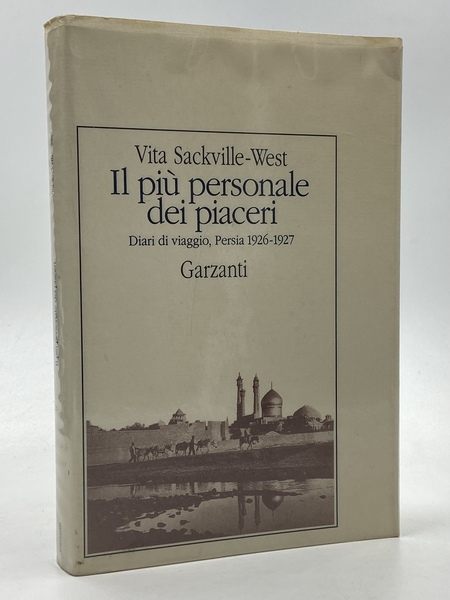 Vita Sackville-West
Il più personale
dei piaceri
Diari di viaggio, Persia 1926-1927
Garzanti